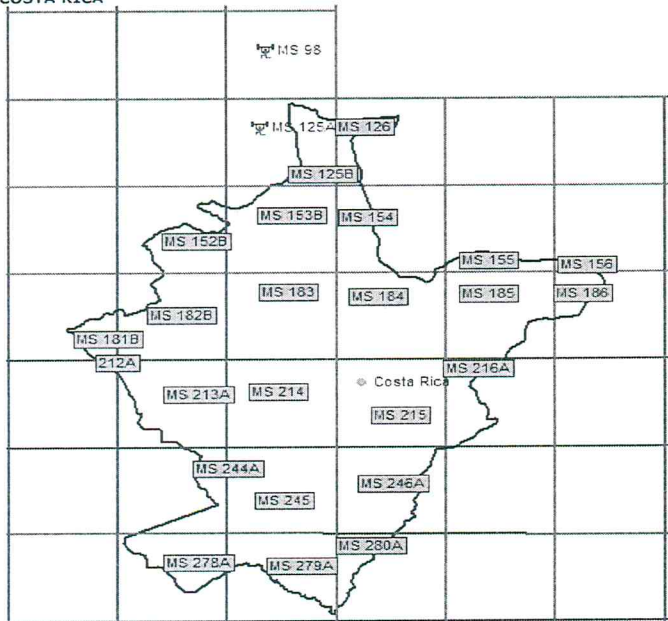 COSTA RICA
MS 98
MS 125A
MS 126
MS 125B
MS 153B
MS 154
MS 152B
MS 155
MS 156
MS 183
MS 184
MS 185
MS 186
MS 182B
MS 181B
212A
MS 216A
MS 213A
MS 214
Costa Rica
MS 215
MS 244A
MS 246A
MS 245
MS 280A
MS 278A
MS 279A